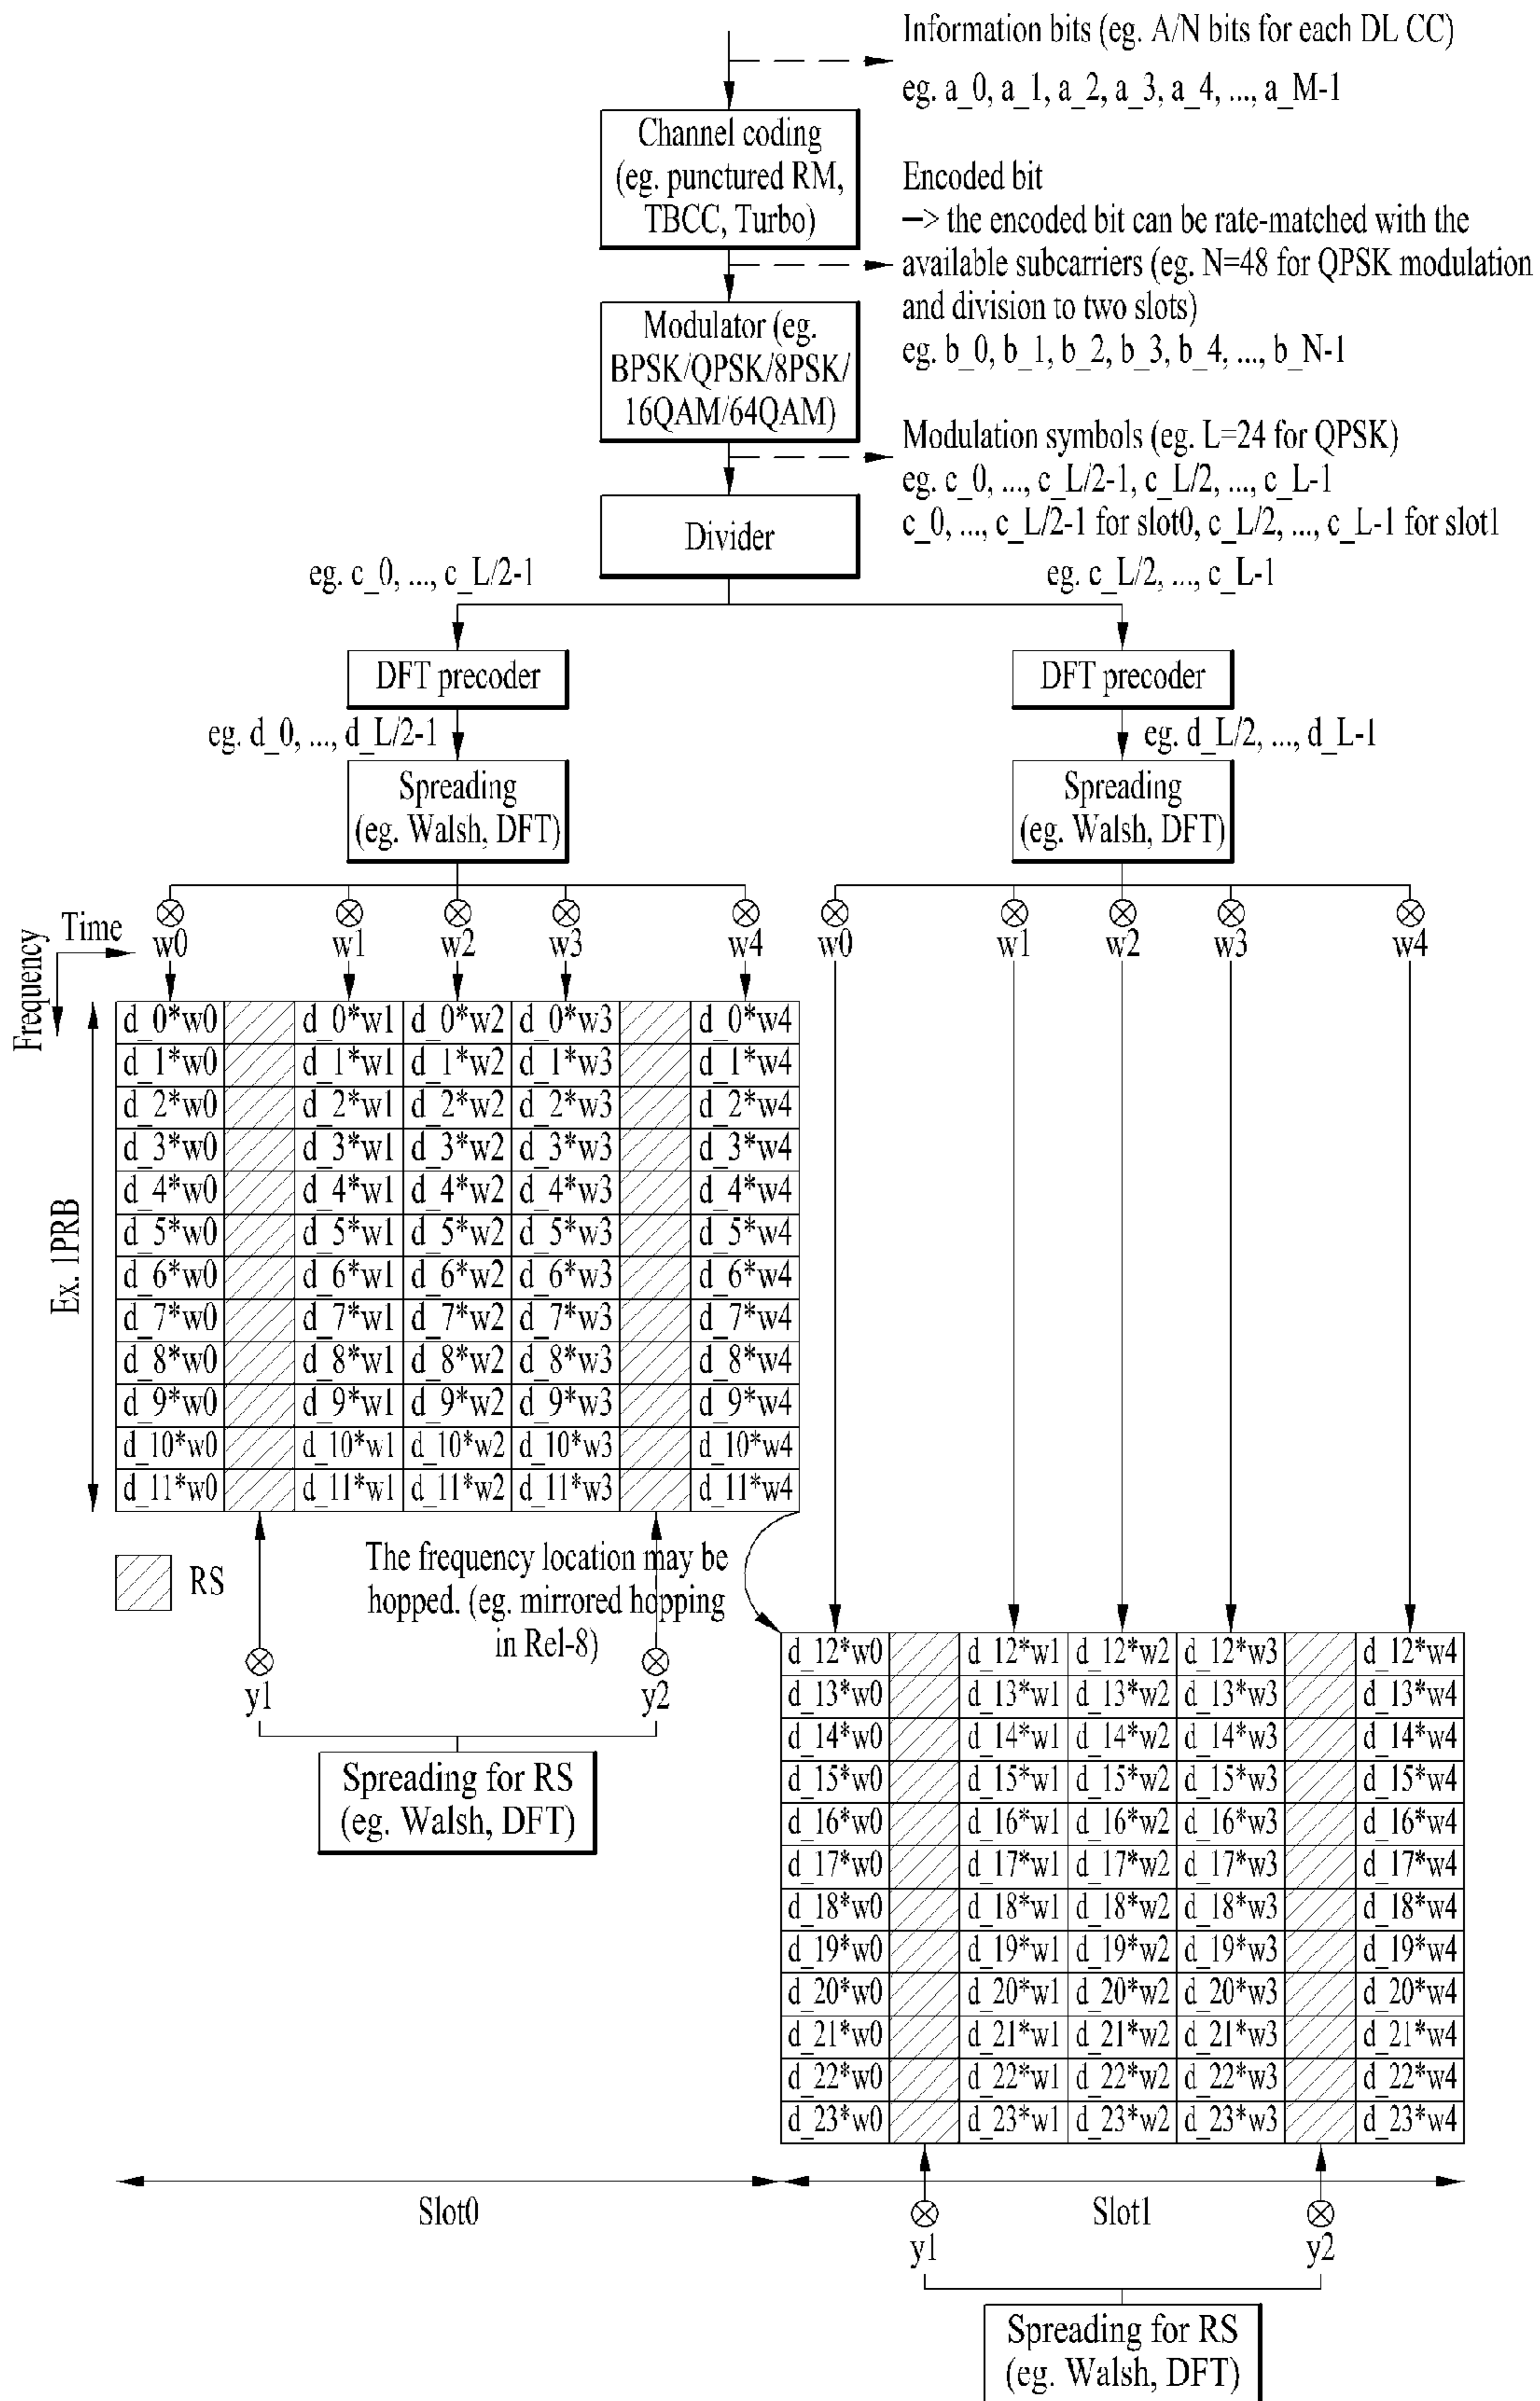 Information bits (eg. A/N bits for each DL CC)
eg. a_0, a_1, a_2, a_3, a_4, ..., a_M-1
Channel coding
(eg. punctured RM,
TBCC, Turbo)
Encoded bit
—> the encoded bit can be rate-matched with the
available subcarriers (eg. N=48 for QPSK modulation
and division to two slots)
eg. b_0, b_1, b_2, b_3, b_4, ..., b_N-1
Modulator (eg.
BPSK/QPSK/8PSK/
16QAM/64QAM)
Modulation symbols (eg. L=24 for QPSK)
eg. c_0, ..., c_L/2-1, c_L/2, ..., c_L-1
c_0, ..., c_L/2-1 for slot0, c_L/2, ..., c_L-1 for slot1
Divider
eg. c_0, ..., c_L/2-1
eg. c_L/2, ..., c_L-1
DFT precoder
DFT precoder
eg. d_0, ..., d_L/2-1
eg. d_L/2, ..., d_L-1
Spreading
(eg. Walsh, DFT)
Spreading
(eg. Walsh, DFT)
Time
Frequency
w0 w1 w2 w3 w4
w0 w1 w2 w3 w4
Ex. 1PRB
d_0*w0 d_0*w1 d_0*w2 d_0*w3 d_0*w4
d_1*w0 d_1*w1 d_1*w2 d_1*w3 d_1*w4
d_2*w0 d_2*w1 d_2*w2 d_2*w3 d_2*w4
d_3*w0 d_3*w1 d_3*w2 d_3*w3 d_3*w4
d_4*w0 d_4*w1 d_4*w2 d_4*w3 d_4*w4
d_5*w0 d_5*w1 d_5*w2 d_5*w3 d_5*w4
d_6*w0 d_6*w1 d_6*w2 d_6*w3 d_6*w4
d_7*w0 d_7*w1 d_7*w2 d_7*w3 d_7*w4
d_8*w0 d_8*w1 d_8*w2 d_8*w3 d_8*w4
d_9*w0 d_9*w1 d_9*w2 d_9*w3 d_9*w4
d_10*w0 d_10*w1 d_10*w2 d_10*w3 d_10*w4
d_11*w0 d_11*w1 d_11*w2 d_11*w3 d_11*w4
RS
The frequency location may be
hopped. (eg. mirrored hopping
in Rel-8)
y1 y2
Spreading for RS
(eg. Walsh, DFT)
d_12*w0 d_12*w1 d_12*w2 d_12*w3 d_12*w4
d_13*w0 d_13*w1 d_13*w2 d_13*w3 d_13*w4
d_14*w0 d_14*w1 d_14*w2 d_14*w3 d_14*w4
d_15*w0 d_15*w1 d_15*w2 d_15*w3 d_15*w4
d_16*w0 d_16*w1 d_16*w2 d_16*w3 d_16*w4
d_17*w0 d_17*w1 d_17*w2 d_17*w3 d_17*w4
d_18*w0 d_18*w1 d_18*w2 d_18*w3 d_18*w4
d_19*w0 d_19*w1 d_19*w2 d_19*w3 d_19*w4
d_20*w0 d_20*w1 d_20*w2 d_20*w3 d_20*w4
d_21*w0 d_21*w1 d_21*w2 d_21*w3 d_21*w4
d_22*w0 d_22*w1 d_22*w2 d_22*w3 d_22*w4
d_23*w0 d_23*w1 d_23*w2 d_23*w3 d_23*w4
Slot0
Slot1
y1 y2
Spreading for RS
(eg. Walsh, DFT)